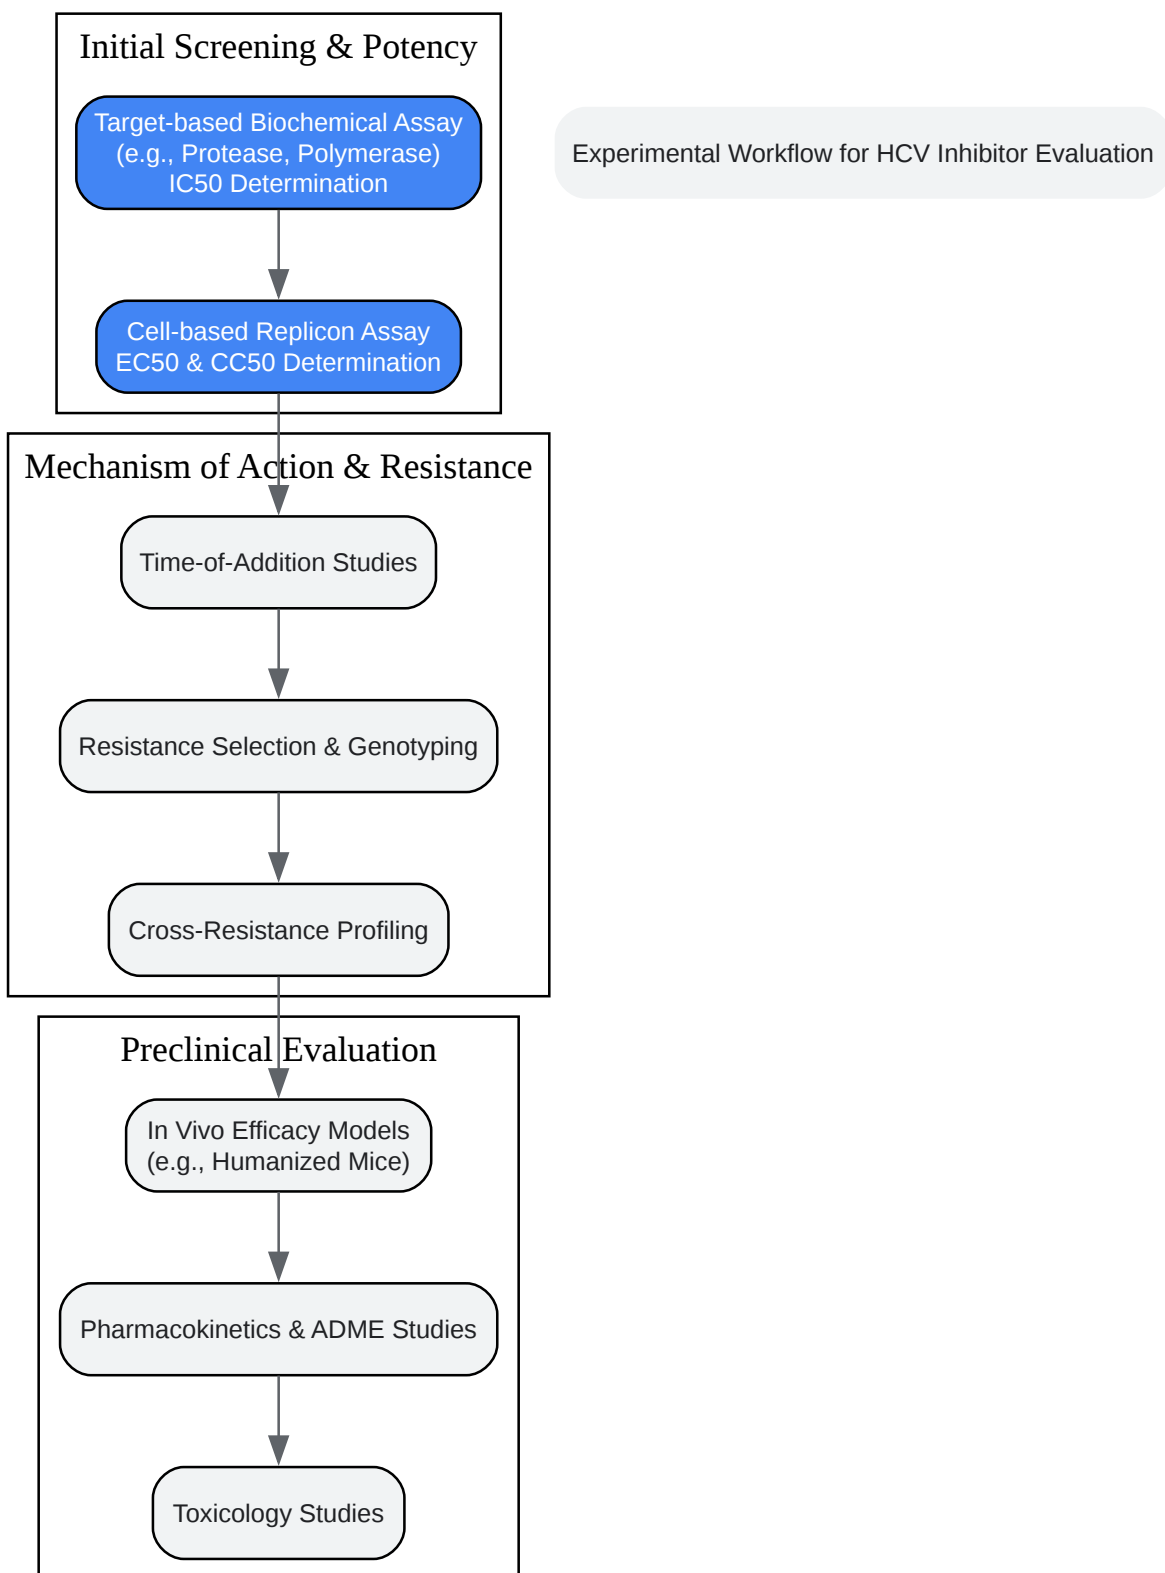 Initial Screening & Potency
Target-based Biochemical Assay
(e.g., Protease, Polymerase)
IC50 Determination
Experimental Workflow for HCV Inhibitor Evaluation
Cell-based Replicon Assay
EC50 & CC50 Determination
Mechanism of Action & Resistance
Time-of-Addition Studies
Resistance Selection & Genotyping
Cross-Resistance Profiling
Preclinical Evaluation
In Vivo Efficacy Models
(e.g., Humanized Mice)
Pharmacokinetics & ADME Studies
Toxicology Studies